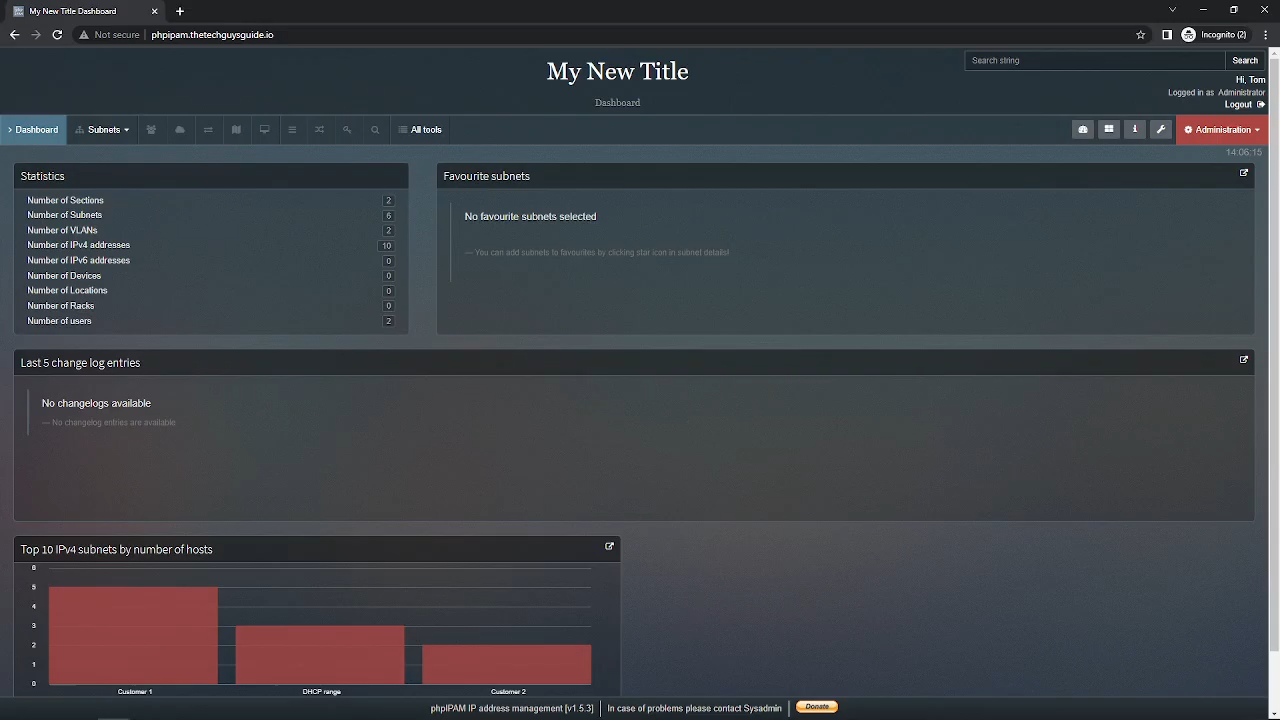 My New Title Dashboard
Not secure
phpipam.thetechguysguide.io
Incognito (2)
My New Title
Dashboard
Search string
Search
Hi, Tom
Logged in as Administrator
Logout
> Dashboard
Subnets
All tools
Administration
14:06:15
Statistics
Number of Sections 2
Number of Subnets 6
Number of VLANs 2
Number of IPv4 addresses 10
Number of IPv6 addresses 0
Number of Devices 0
Number of Locations 0
Number of Racks 0
Number of users 2
Favourite subnets
No favourite subnets selected
— You can add subnets to favourites by clicking star icon in subnet details!
Last 5 change log entries
No changelogs available
— No changelog entries are available
Top 10 IPv4 subnets by number of hosts
6
5
4
3
2
1
0
Customer 1
DHCP range
Customer 2
phpIPAM IP address management [v1.5.3]
In case of problems please contact Sysadmin
Donate